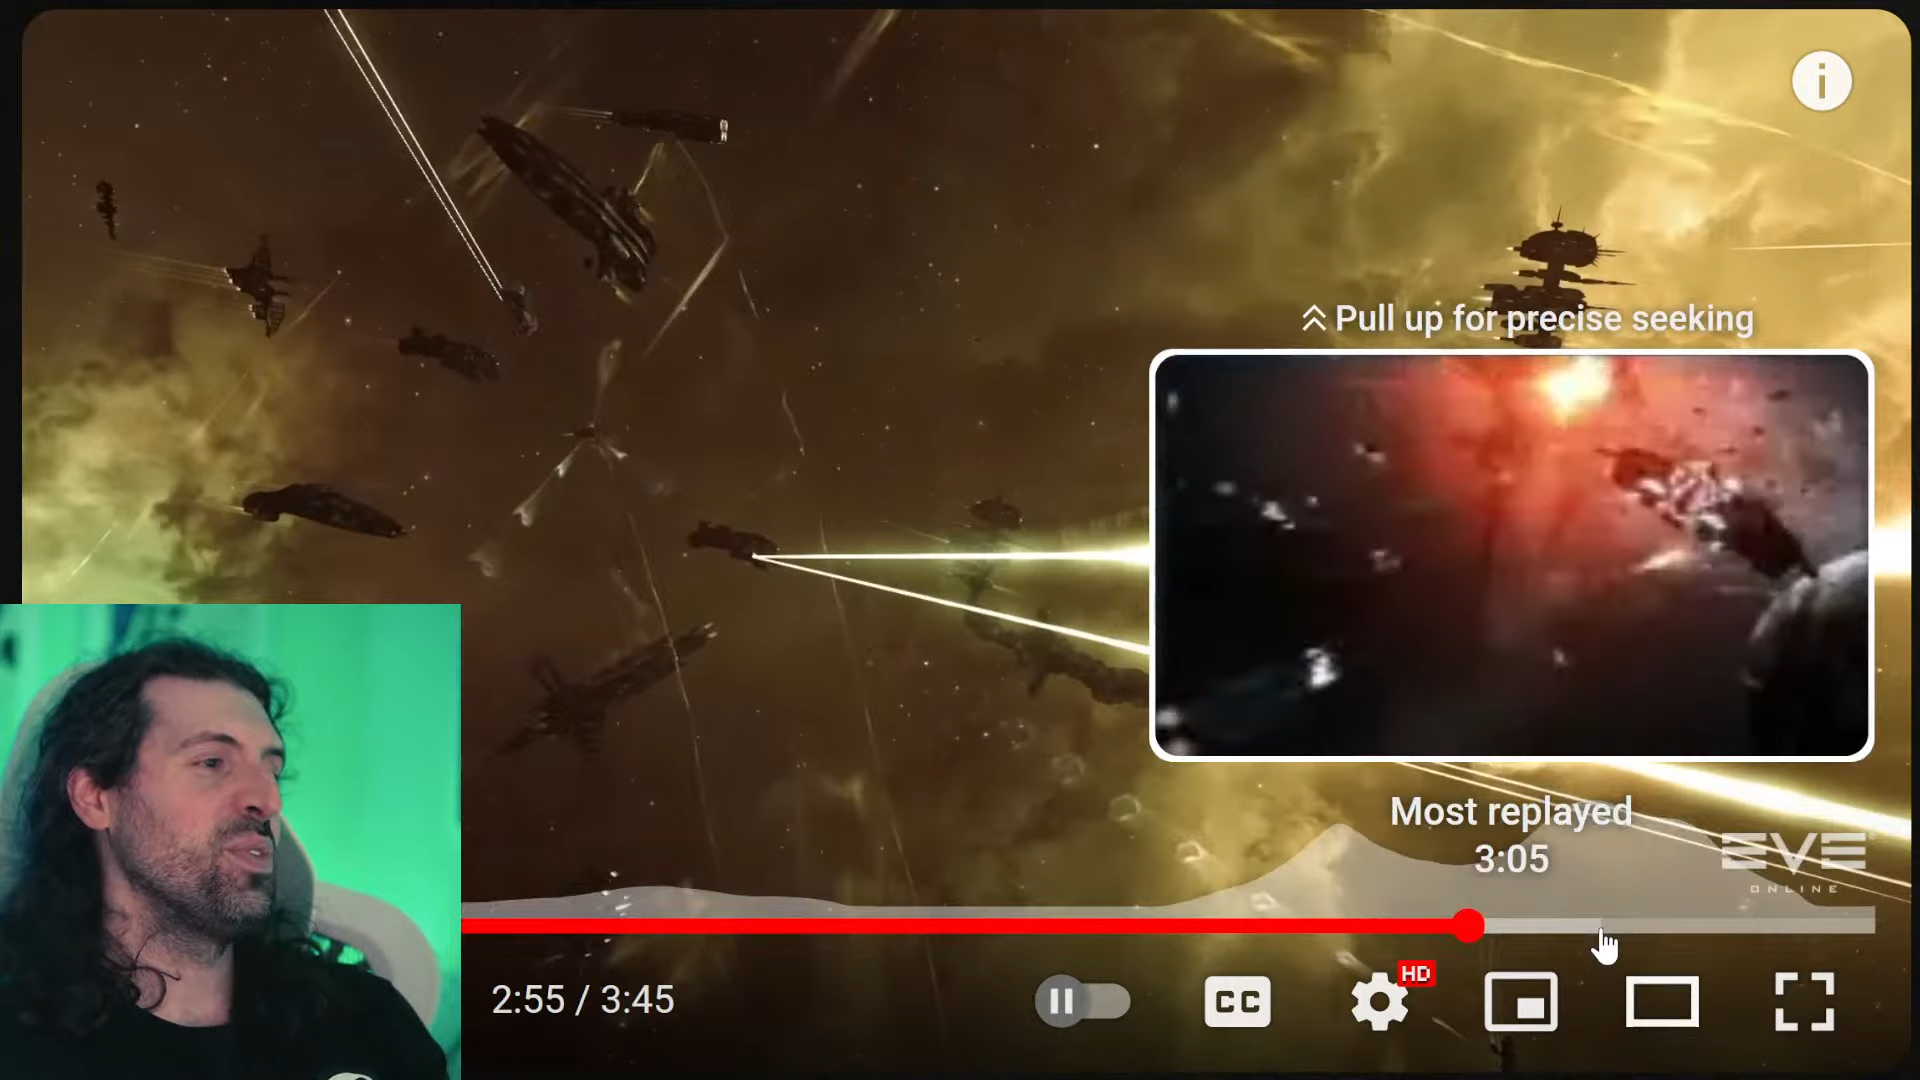 i
Pull up for precise seeking
Most replayed
3:05
EVE
ONLINE
2:55 / 3:45
CC
HD